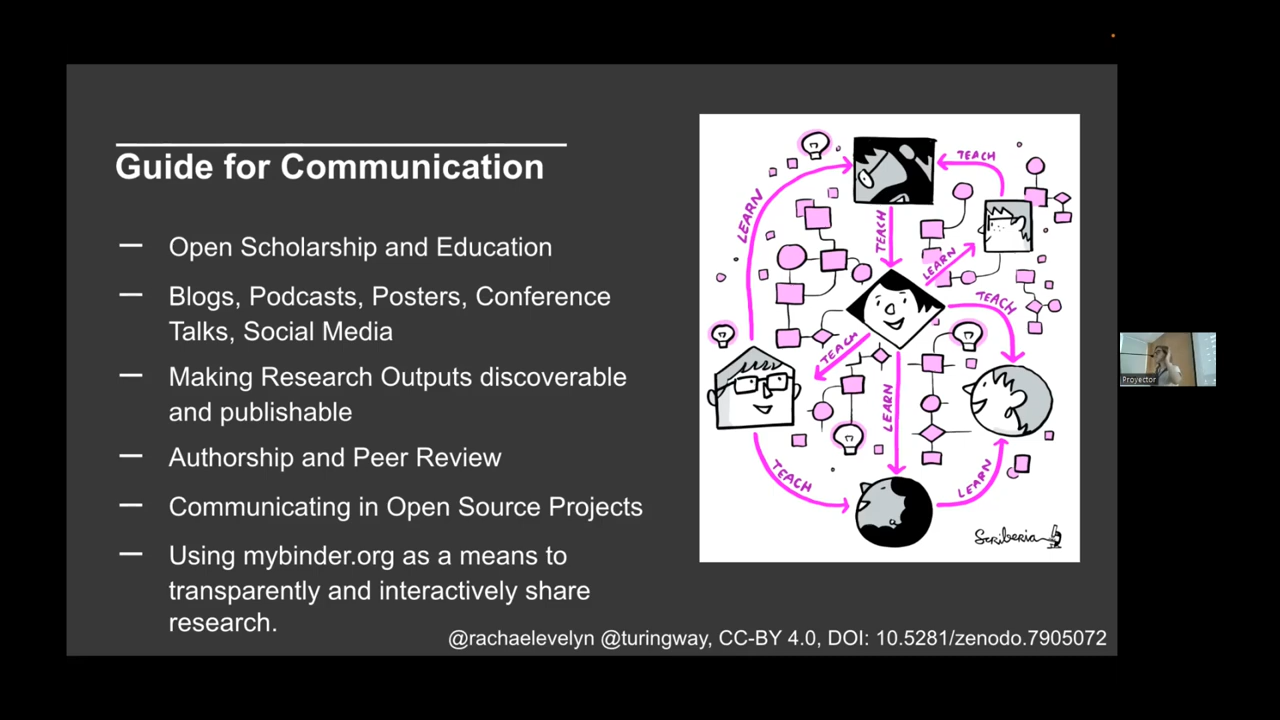 Guide for Communication
— Open Scholarship and Education
— Blogs, Podcasts, Posters, Conference
Talks, Social Media
— Making Research Outputs discoverable
and publishable
— Authorship and Peer Review
— Communicating in Open Source Projects
— Using mybinder.org as a means to
transparently and interactively share
research.
@rachaelevelyn @turingway, CC-BY 4.0, DOI: 10.5281/zenodo.7905072
TEACH
LEARN
TEACH
LEARN
TEACH
TEACH
LEARN
TEACH
LEARN
Scriberia
Proyector